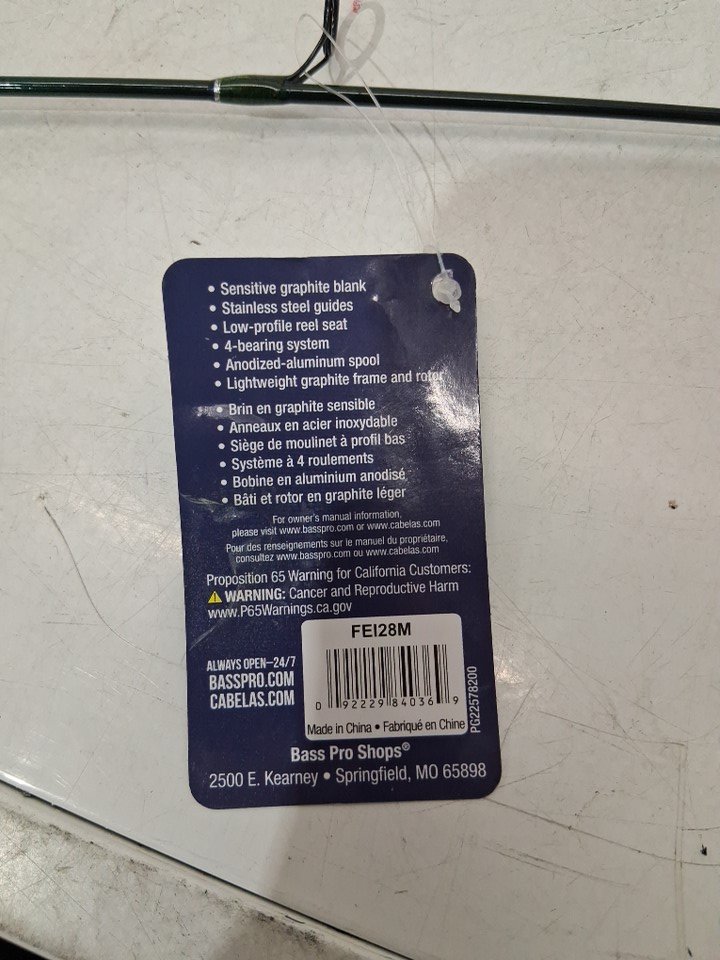 • Sensitive graphite blank
• Stainless steel guides
• Low-profile reel seat
• 4-bearing system
• Anodized-aluminum spool
• Lightweight graphite frame and rotor
• Brin en graphite sensible
• Anneaux en acier inoxydable
• Siège de moulinet à profil bas
• Système à 4 roulements
• Bobine en aluminium anodisé
• Bâti et rotor en graphite léger
For owner's manual information,
please visit www.basspro.com or www.cabelas.com
Pour des renseignements sur le manuel du propriétaire,
consultez www.basspro.com ou www.cabelas.com
Proposition 65 Warning for California Customers:
⚠ WARNING: Cancer and Reproductive Harm
www.P65Warnings.ca.gov
ALWAYS OPEN–24/7
BASSPRO.COM
CABELAS.COM
FEI28M
0 92229 84036 9
Made in China • Fabriqué en Chine
PG22578200
Bass Pro Shops®
2500 E. Kearney • Springfield, MO 65898